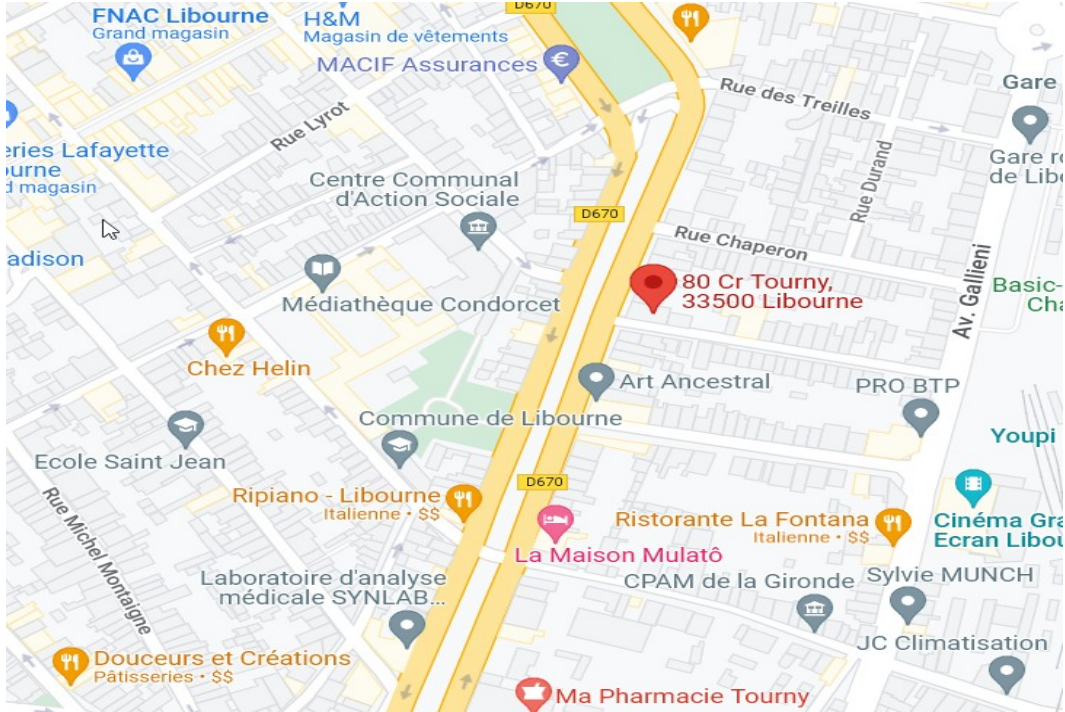 D670
FNAC Libourne
Grand magasin
H&M
Magasin de vêtements
MACIF Assurances
€
Rue des Treilles
Gare
Rue Lyrot
eries Lafayette
ourne
d magasin
Gare ro
de Libo
Centre Communal
d'Action Sociale
Rue Durand
D670
Rue Chaperon
adison
Médiathèque Condorcet
80 Cr Tourny,
33500 Libourne
Av. Gallieni
Basic-
Cha
Chez Helin
Art Ancestral
PRO BTP
Commune de Libourne
Ecole Saint Jean
Youpi
D670
Ripiano - Libourne
Italienne • $$
Rue Michel Montaigne
Ristorante La Fontana
Italienne • $$
Cinéma Gra
Ecran Libou
La Maison Mulatô
Laboratoire d'analyse
médicale SYNLAB...
CPAM de la Gironde
Sylvie MUNCH
JC Climatisation
Douceurs et Créations
Pâtisseries • $$
Ma Pharmacie Tourny